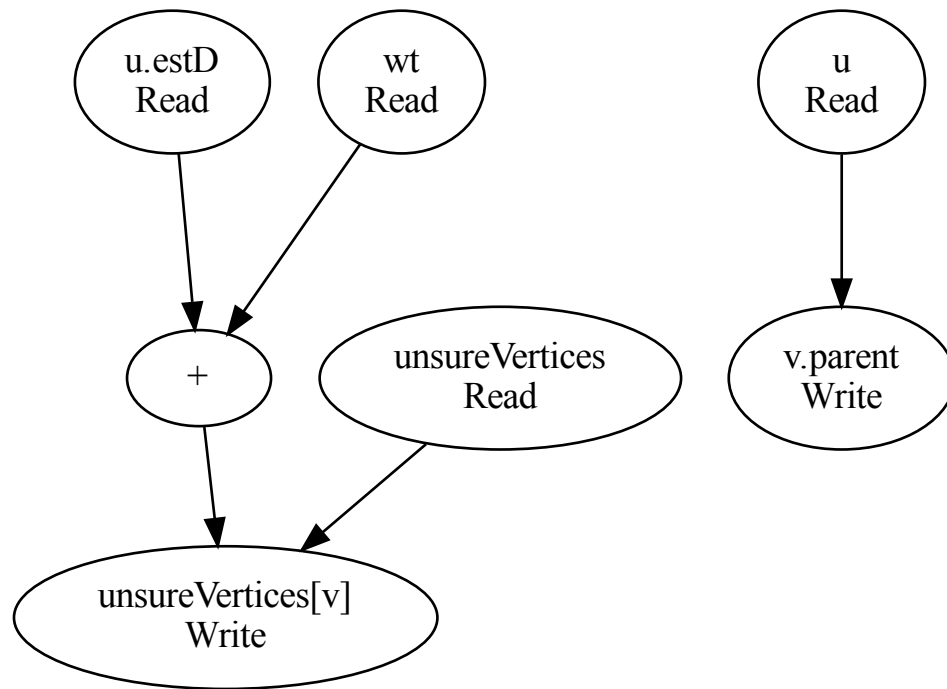 u.estD
Read
wt
Read
u
Read
+
unsureVertices
Read
v.parent
Write
unsureVertices[v]
Write